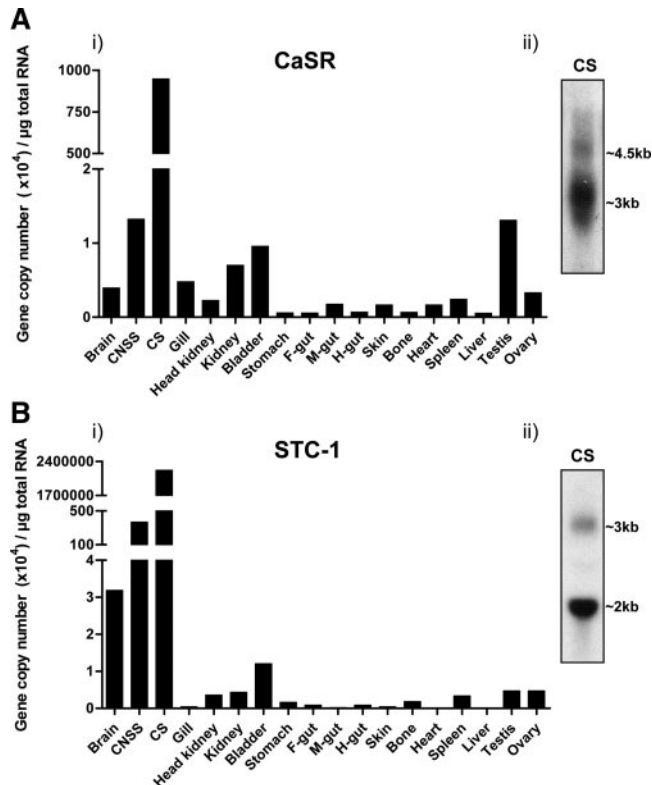 A
i)
CaSR
ii)
CS
Gene copy number ( x10⁴) / µg total RNA
1000
750
500
2
1
0
~4.5kb
~3kb
Brain
CNSS
CS
Gill
Head kidney
Kidney
Bladder
Stomach
F-gut
M-gut
H-gut
Skin
Bone
Heart
Spleen
Liver
Testis
Ovary
B
i)
STC-1
ii)
CS
Gene copy number (x10⁴) / µg total RNA
2400000
1700000
500
100
4
3
2
1
0
~3kb
~2kb
Brain
CNSS
CS
Gill
Head kidney
Kidney
Bladder
Stomach
F-gut
M-gut
H-gut
Skin
Bone
Heart
Spleen
Liver
Testis
Ovary